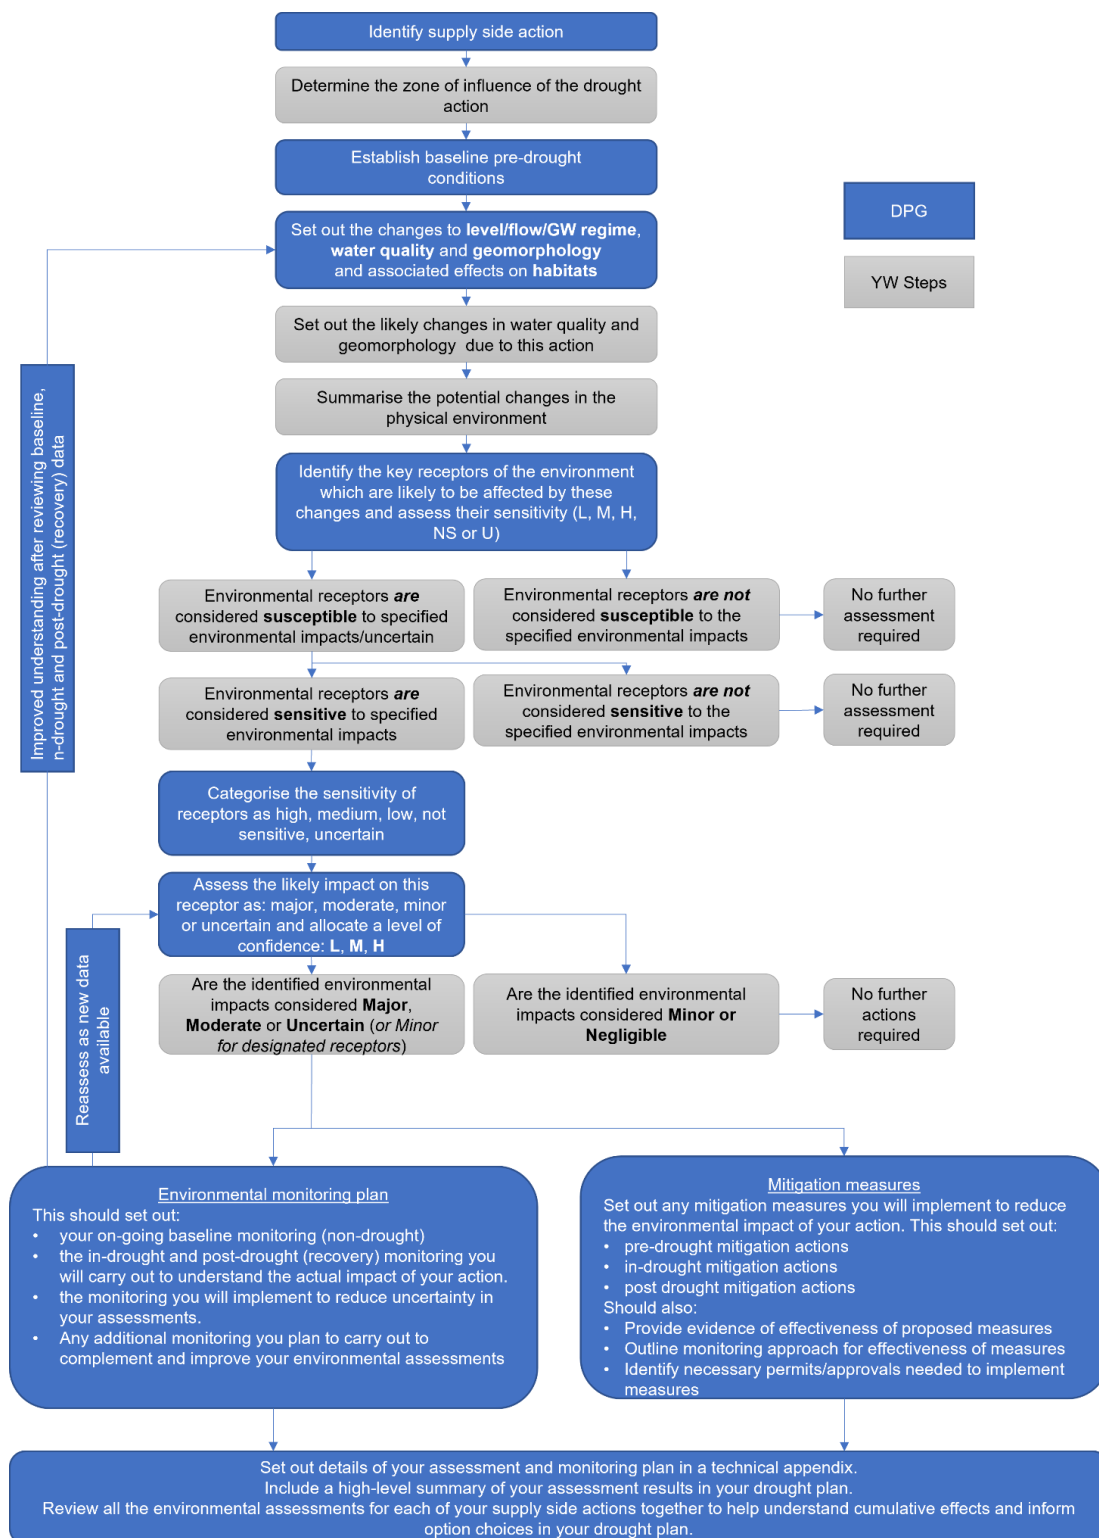 Identify supply side action
Determine the zone of influence of the drought
action
Establish baseline pre-drought
conditions
DPG
Set out the changes to level/flow/GW regime,
water quality and geomorphology
and associated effects on habitats
YW Steps
Set out the likely changes in water quality and
geomorphology due to this action
Summarise the potential changes in the
physical environment
Improved understanding after reviewing baseline,
n-drought and post-drought (recovery) data
Identify the key receptors of the environment
which are likely to be affected by these
changes and assess their sensitivity (L, M, H,
NS or U)
Environmental receptors are
considered susceptible to specified
environmental impacts/uncertain
Environmental receptors are not
considered susceptible to the
specified environmental impacts
No further
assessment
required
Environmental receptors are
considered sensitive to specified
environmental impacts
Environmental receptors are not
considered sensitive to the
specified environmental impacts
No further
assessment
required
Categorise the sensitivity of
receptors as high, medium, low, not
sensitive, uncertain
Assess the likely impact on this
receptor as: major, moderate, minor
or uncertain and allocate a level of
confidence: L, M, H
Reassess as new data
available
Are the identified environmental
impacts considered Major,
Moderate or Uncertain (or Minor
for designated receptors)
Are the identified environmental
impacts considered Minor or
Negligible
No further
actions
required
Environmental monitoring plan
This should set out:
• your on-going baseline monitoring (non-drought)
• the in-drought and post-drought (recovery) monitoring you
will carry out to understand the actual impact of your action.
• the monitoring you will implement to reduce uncertainty in
your assessments.
• Any additional monitoring you plan to carry out to
complement and improve your environmental assessments
Mitigation measures
Set out any mitigation measures you will implement to reduce
the environmental impact of your action. This should set out:
• pre-drought mitigation actions
• in-drought mitigation actions
• post drought mitigation actions
Should also:
• Provide evidence of effectiveness of proposed measures
• Outline monitoring approach for effectiveness of measures
• Identify necessary permits/approvals needed to implement
measures
Set out details of your assessment and monitoring plan in a technical appendix.
Include a high-level summary of your assessment results in your drought plan.
Review all the environmental assessments for each of your supply side actions together to help understand cumulative effects and inform
option choices in your drought plan.